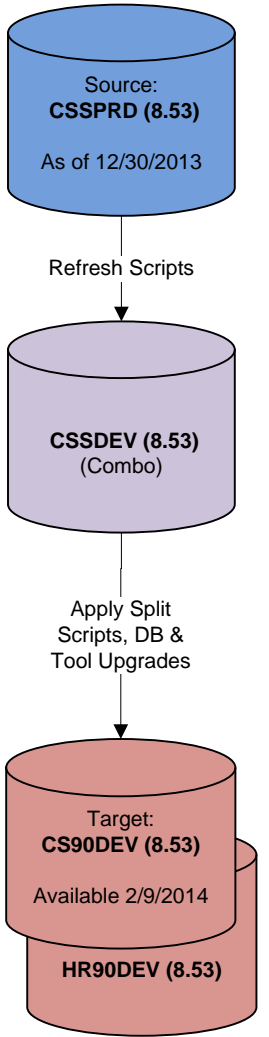 Source:
CSSPRD (8.53)
As of 12/30/2013
Refresh Scripts
CSSDEV (8.53)
(Combo)
Apply Split
Scripts, DB &
Tool Upgrades
Target:
CS90DEV (8.53)
Available 2/9/2014
HR90DEV (8.53)